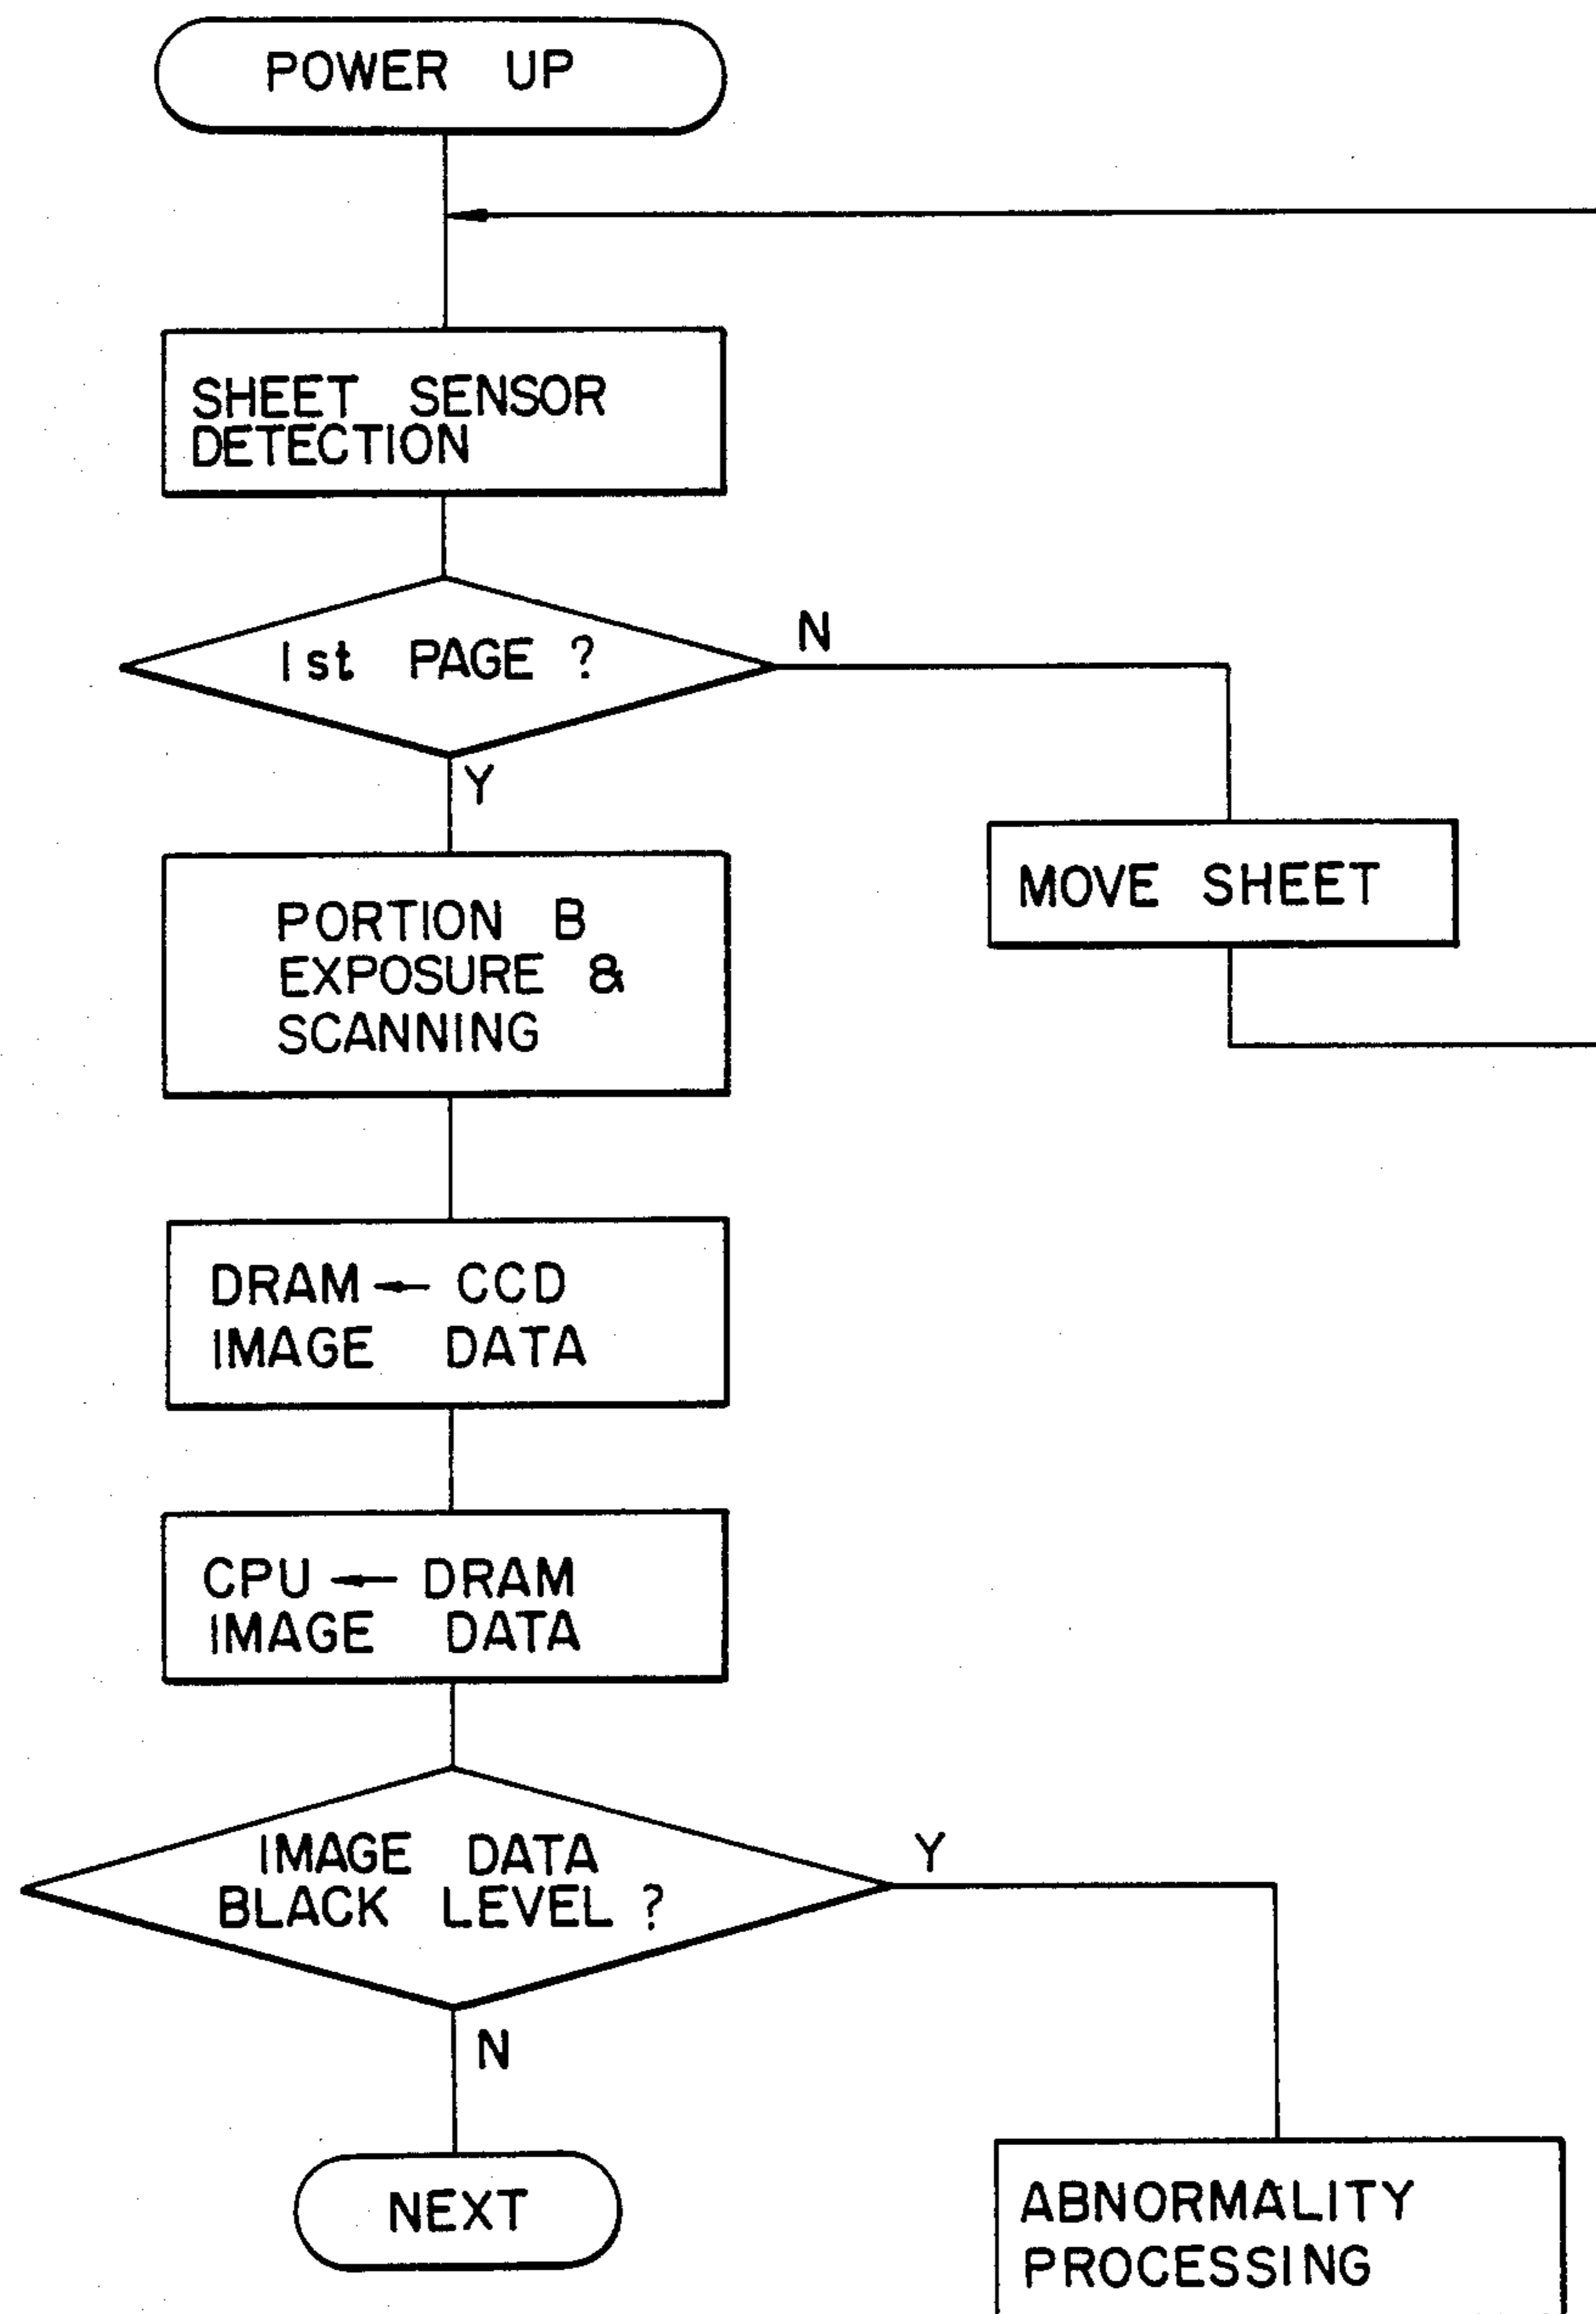 POWER UP
SHEET SENSOR
DETECTION
1st PAGE ?
N
Y
MOVE SHEET
PORTION B
EXPOSURE &
SCANNING
DRAM ← CCD
IMAGE DATA
CPU ← DRAM
IMAGE DATA
IMAGE DATA
BLACK LEVEL ?
Y
N
NEXT
ABNORMALITY
PROCESSING